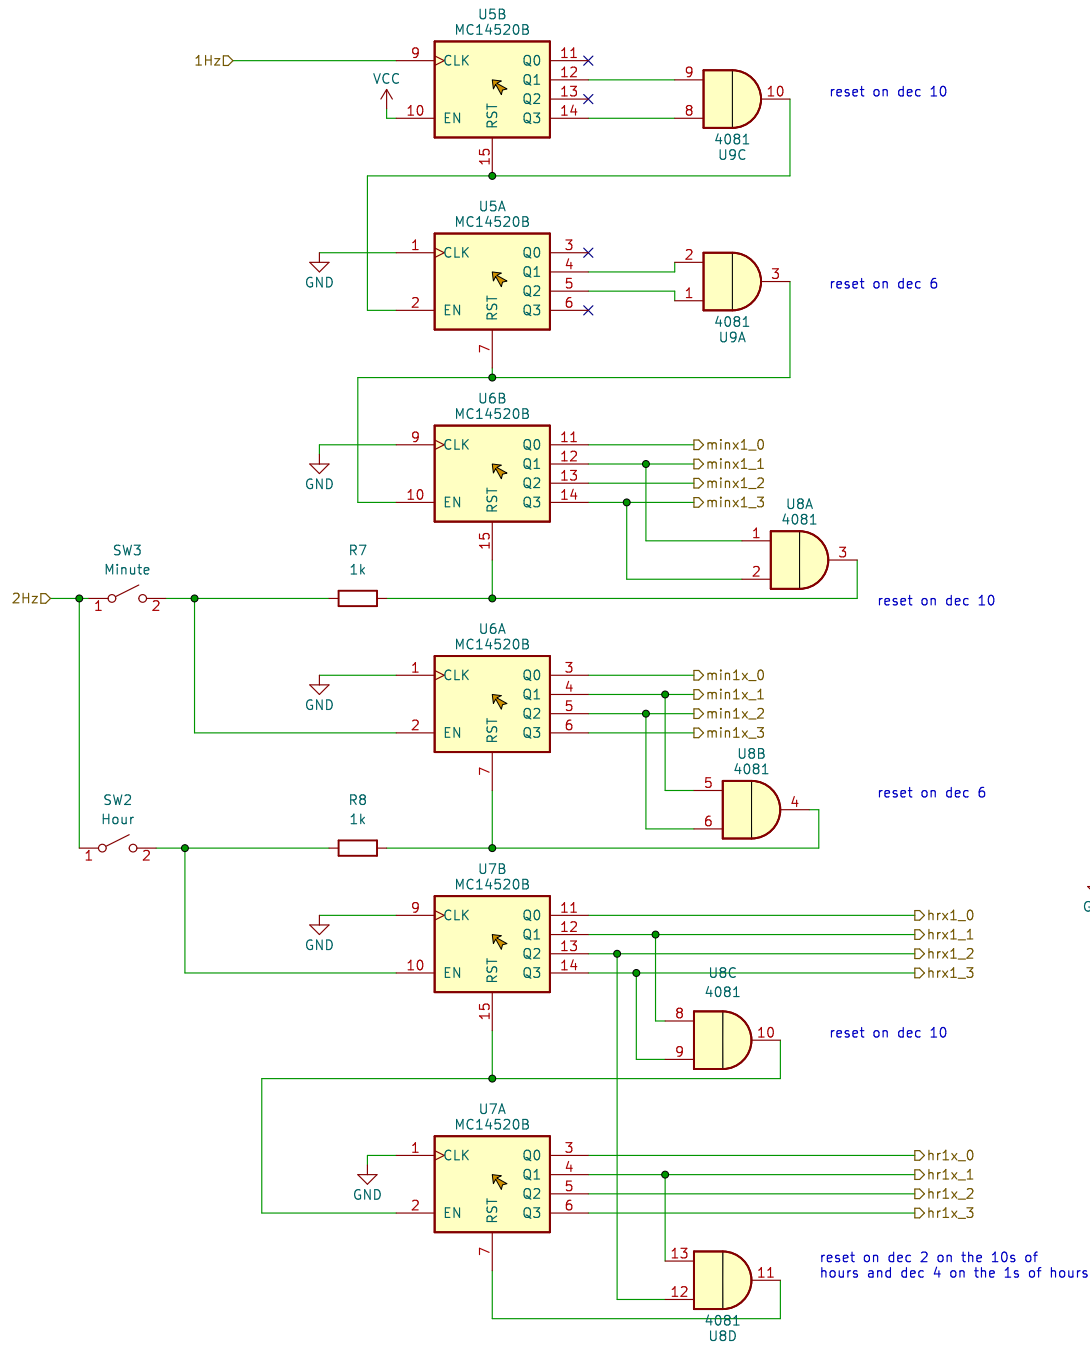 U5B
MC14520B
1Hz
9
CLK
Q0
11
Q1
12
9
VCC
Q2
13
10
reset on dec 10
10
EN
RST
Q3
14
8
4081
U9C
15
U5A
MC14520B
1
CLK
Q0
3
2
GND
Q1
4
3
reset on dec 6
Q2
5
1
2
EN
RST
Q3
6
4081
U9A
7
U6B
MC14520B
9
CLK
Q0
11
minx1_0
Q1
12
minx1_1
GND
Q2
13
minx1_2
10
EN
RST
Q3
14
minx1_3
U8A
4081
15
1
3
2
SW3
Minute
R7
1k
2Hz
1
2
reset on dec 10
U6A
MC14520B
1
CLK
Q0
3
min1x_0
Q1
4
min1x_1
GND
Q2
5
min1x_2
2
EN
RST
Q3
6
min1x_3
U8B
4081
7
5
4
6
reset on dec 6
SW2
Hour
R8
1k
1
2
U7B
MC14520B
9
CLK
Q0
11
hrx1_0
G
Q1
12
hrx1_1
GND
Q2
13
hrx1_2
10
EN
RST
Q3
14
hrx1_3
U8C
4081
15
8
10
9
reset on dec 10
U7A
MC14520B
1
CLK
Q0
3
hr1x_0
Q1
4
hr1x_1
GND
Q2
5
hr1x_2
2
EN
RST
Q3
6
hr1x_3
7
13
11
12
4081
U8D
reset on dec 2 on the 10s of
hours and dec 4 on the 1s of hours